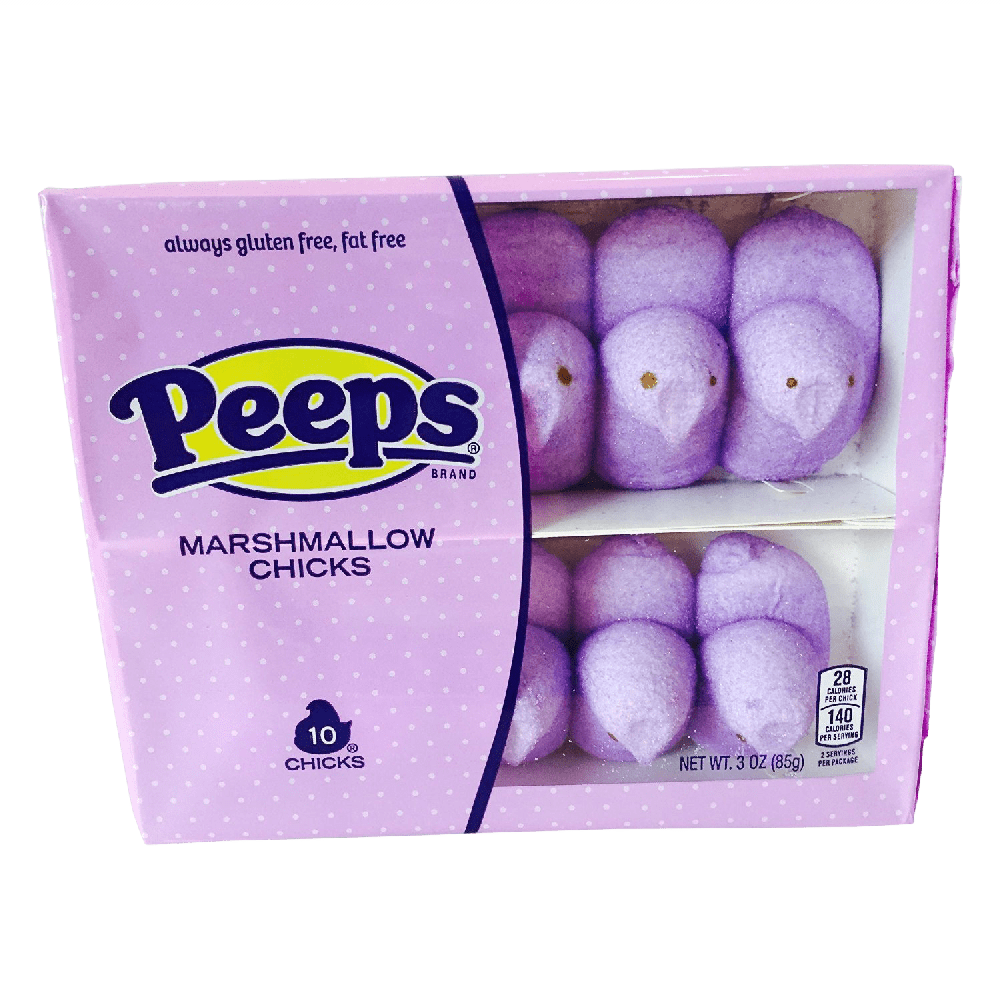 always gluten free, fat free
Peeps®
BRAND
MARSHMALLOW
CHICKS
10
®
CHICKS
28
CALORIES
PER CHICK
140
CALORIES
PER SERVING
2 SERVINGS
PER PACKAGE
NET WT. 3 OZ (85g)